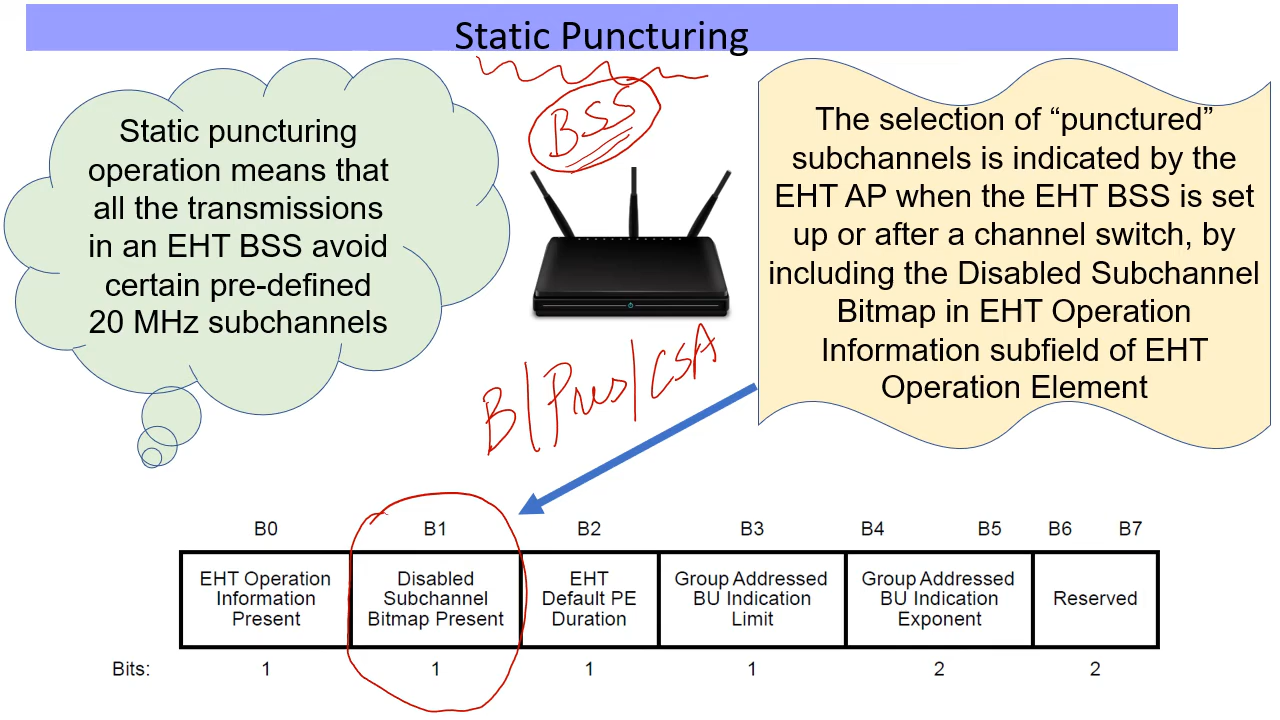 Static Puncturing
BSS
Static puncturing
operation means that
all the transmissions
in an EHT BSS avoid
certain pre-defined
20 MHz subchannels
The selection of “punctured”
subchannels is indicated by the
EHT AP when the EHT BSS is set
up or after a channel switch, by
including the Disabled Subchannel
Bitmap in EHT Operation
Information subfield of EHT
Operation Element
B/Pres/CSA
B0 B1 B2 B3 B4 B5 B6 B7
EHT Operation
Information
Present
Disabled
Subchannel
Bitmap Present
EHT
Default PE
Duration
Group Addressed
BU Indication
Limit
Group Addressed
BU Indication
Exponent
Reserved
Bits: 1 1 1 1 2 2